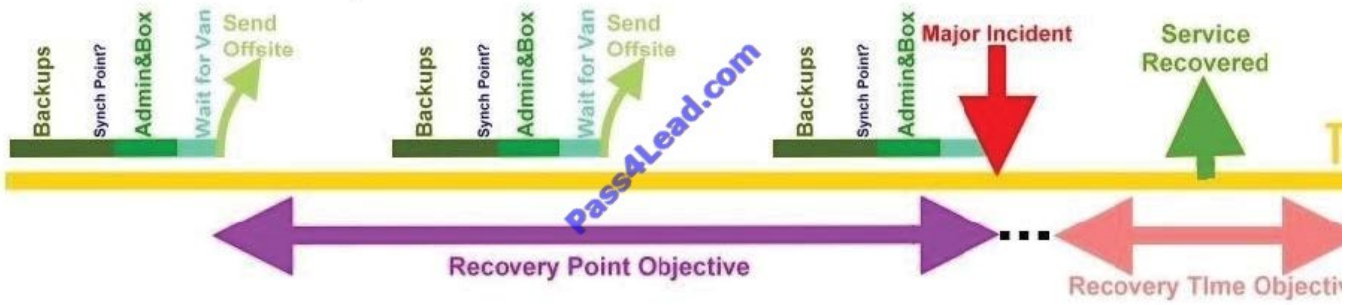 Backups
Synch Point?
Admin&Box
Wait for Van
Send
Offsite
Backups
Synch Point?
Admin&Box
Wait for Van
Send
Offsite
Backups
Synch Point?
Admin&Box
Major Incident
Service
Recovered
T
Pass4Lead.com
Recovery Point Objective
Recovery TIme Objectiv